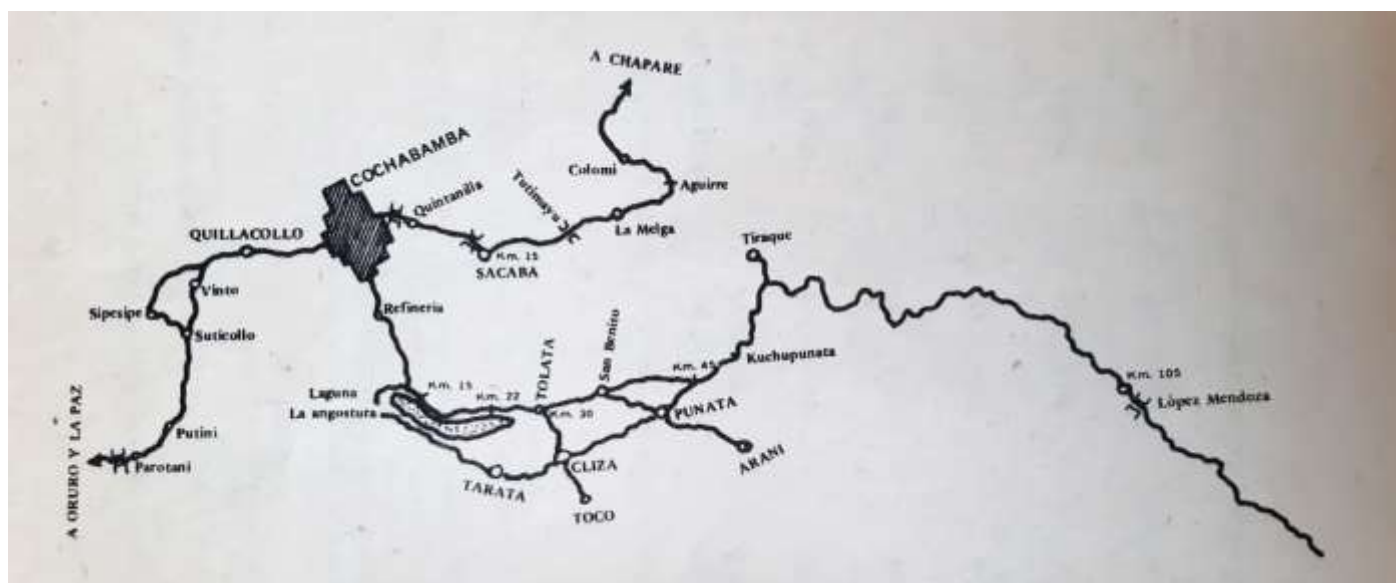 A CHAPARE
COCHABAMBA
Colomi
Aguirre
Quintanilla
Tutimayu
La Melga
QUILLACOLLO
Km. 15
SACABA
Tiraque
Vinto
Sipesipe
Suticollo
Refineria
San Benito
Kuchupunata
Km. 45
TOLATA
Laguna
La angostura
Km. 15
Km. 22
Km. 30
PUNATA
Km. 105
López Mendoza
A ORURO Y LA PAZ
Putini
Parotani
CLIZA
ARANI
TARATA
TOCO